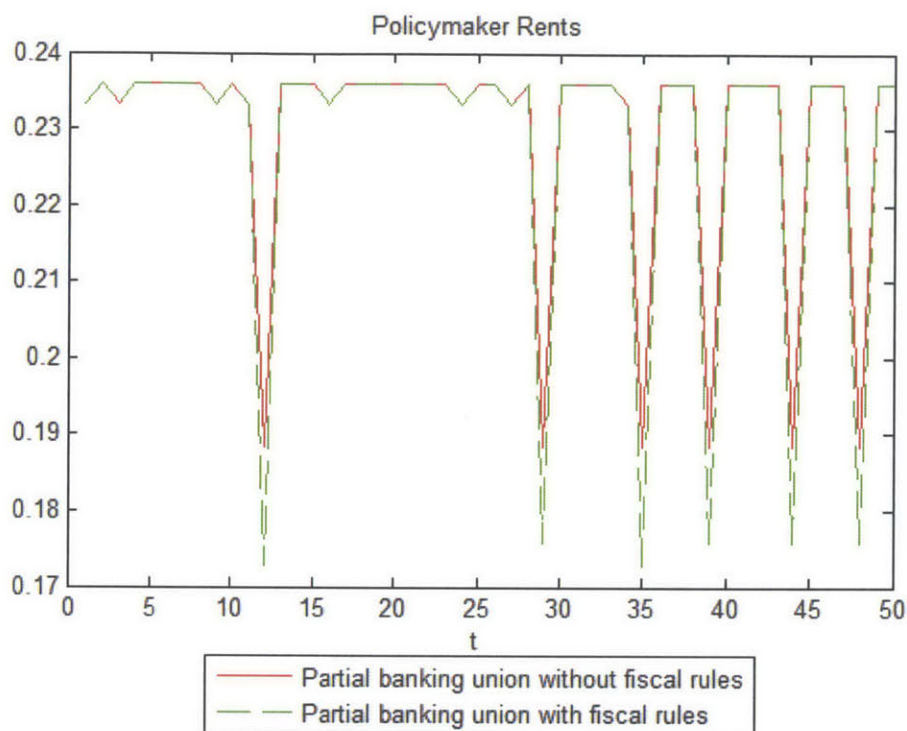 Policymaker Rents
0.24
0.23
0.22
0.21
0.2
0.19
0.18
0.17
0 5 10 15 20 25 30 35 40 45 50
t
Partial banking union without fiscal rules
Partial banking union with fiscal rules